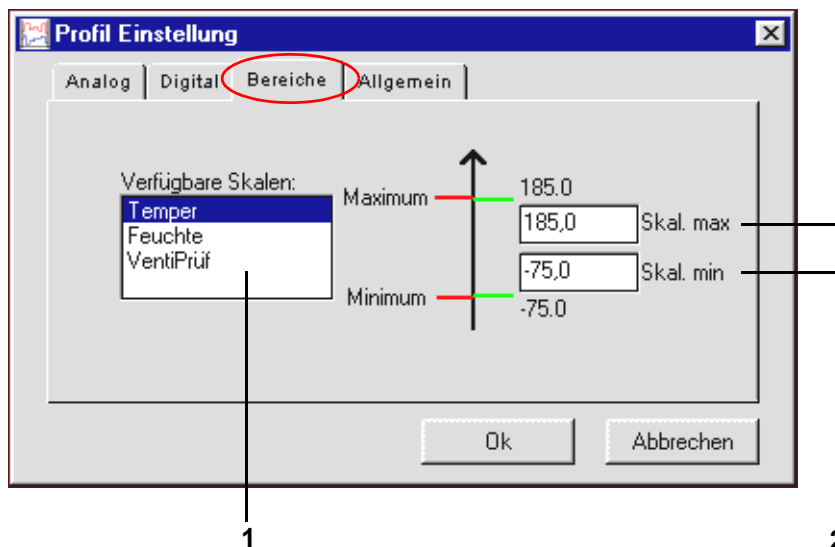 Profil Einstellung
Analog
Digital
Bereiche
Allgemein
Verfügbare Skalen:
Temper
Feuchte
VentiPrüf
Maximum
Minimum
185.0
185,0 Skal. max
-75,0 Skal. min
-75.0
Ok
Abbrechen
1